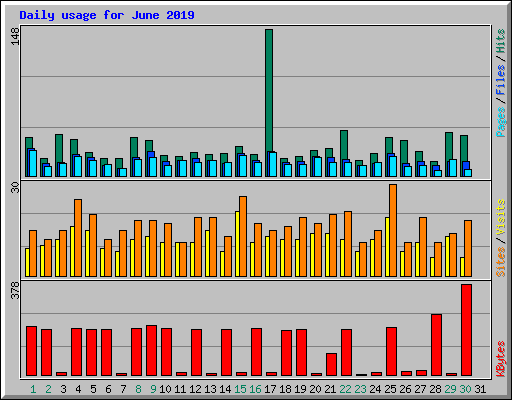 Daily usage for June 2019
148
Pages / Files / Hits
30
Sites / Visits
378
KBytes
1 2 3 4 5 6 7 8 9 10 11 12 13 14 15 16 17 18 19 20 21 22 23 24 25 26 27 28 29 30 31